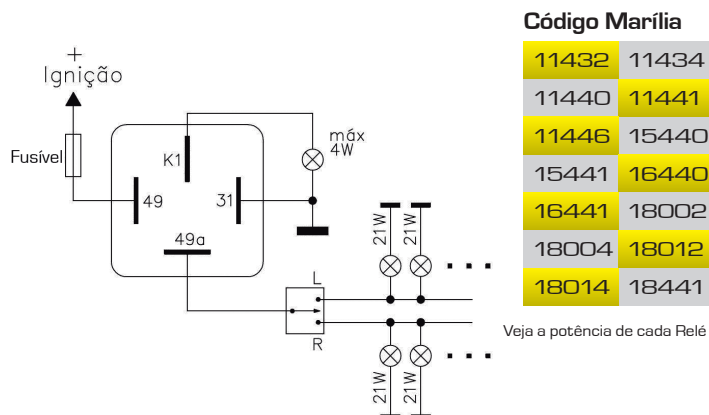 +
Ignição
Fusível
K1
49
31
49a
máx
4W
21W
21W
L
R
21W
21W
Código Marília
11432 11434
11440 11441
11446 15440
15441 16440
16441 18002
18004 18012
18014 18441
Veja a potência de cada Relé